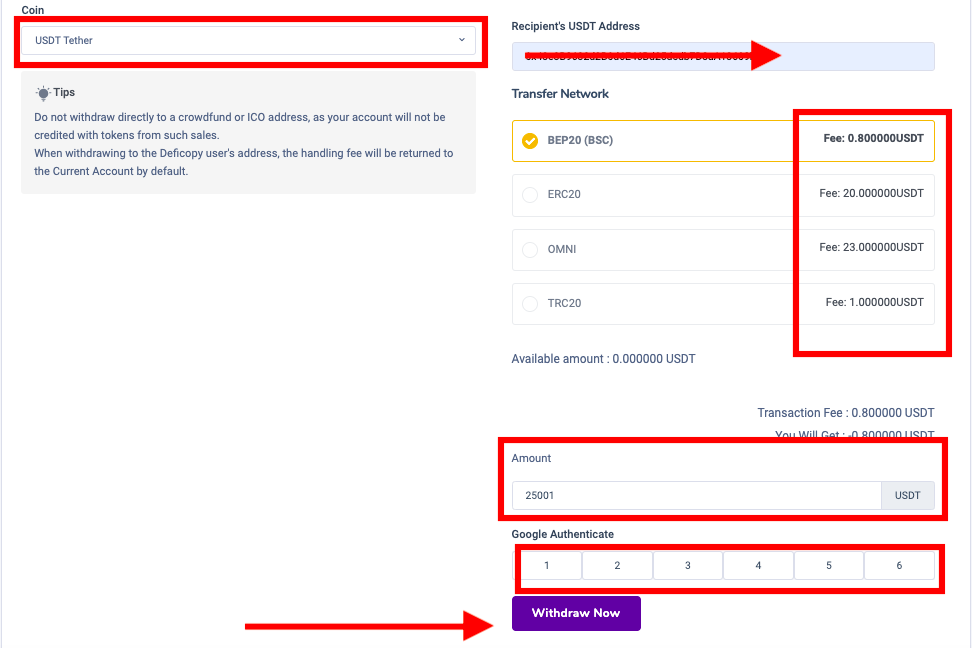 Coin
USDT Tether
Tips
Do not withdraw directly to a crowdfund or ICO address, as your account will not be
credited with tokens from such sales.
When withdrawing to the Deficopy user's address, the handling fee will be returned to
the Current Account by default.
Recipient's USDT Address
Transfer Network
BEP20 (BSC) Fee: 0.800000USDT
ERC20 Fee: 20.000000USDT
OMNI Fee: 23.000000USDT
TRC20 Fee: 1.000000USDT
Available amount : 0.000000 USDT
Transaction Fee : 0.800000 USDT
You Will Get : -0.800000 USDT
Amount
25001 USDT
Google Authenticate
1 2 3 4 5 6
Withdraw Now